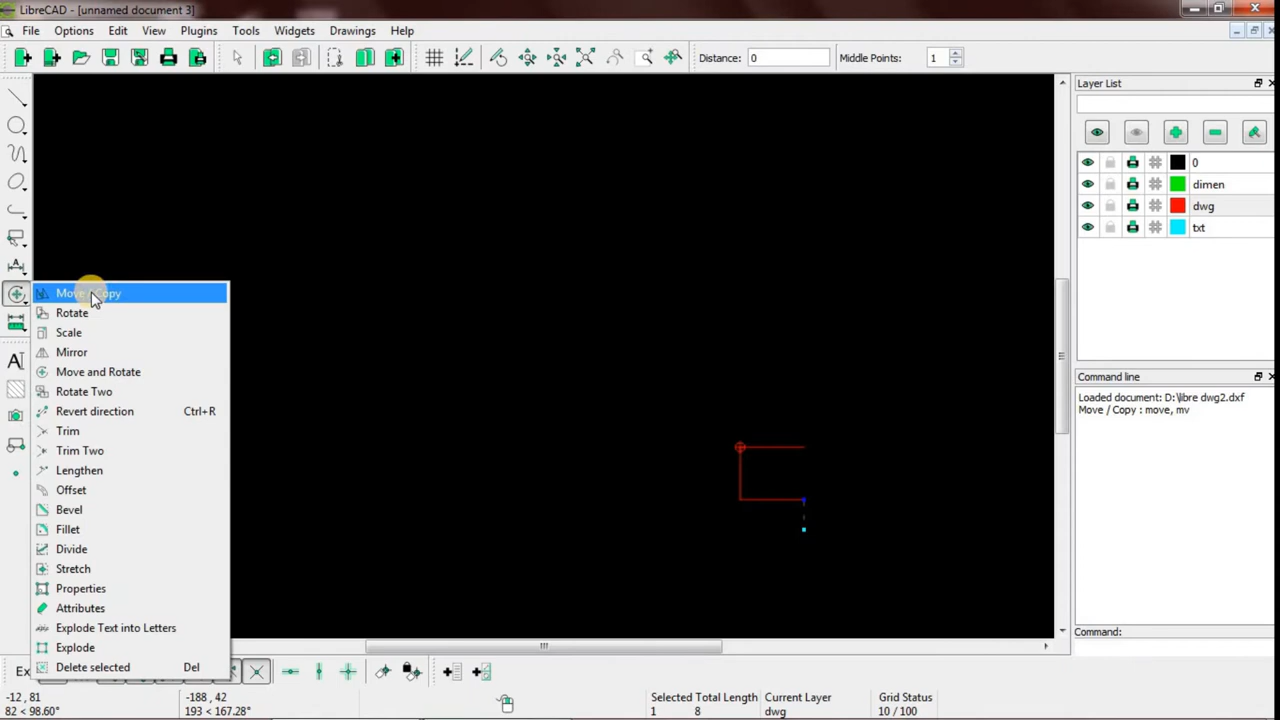 LibreCAD - [unnamed document 3]
File Options Edit View Plugins Tools Widgets Drawings Help
Distance: 0 Middle Points: 1
Layer List
0
dimen
dwg
txt
Move / Copy
Rotate
Scale
Mirror
Move and Rotate
Rotate Two
Revert direction Ctrl+R
Trim
Trim Two
Lengthen
Offset
Bevel
Fillet
Divide
Stretch
Properties
Attributes
Explode Text into Letters
Explode
Delete selected Del
Command line
Loaded document: D:\libre dwg2.dxf
Move / Copy : move, mv
Command:
Ex
-12 , 81 -188 , 42 Selected Total Length Current Layer Grid Status
82 < 98.60° 193 < 167.28° 1 8 dwg 10 / 100